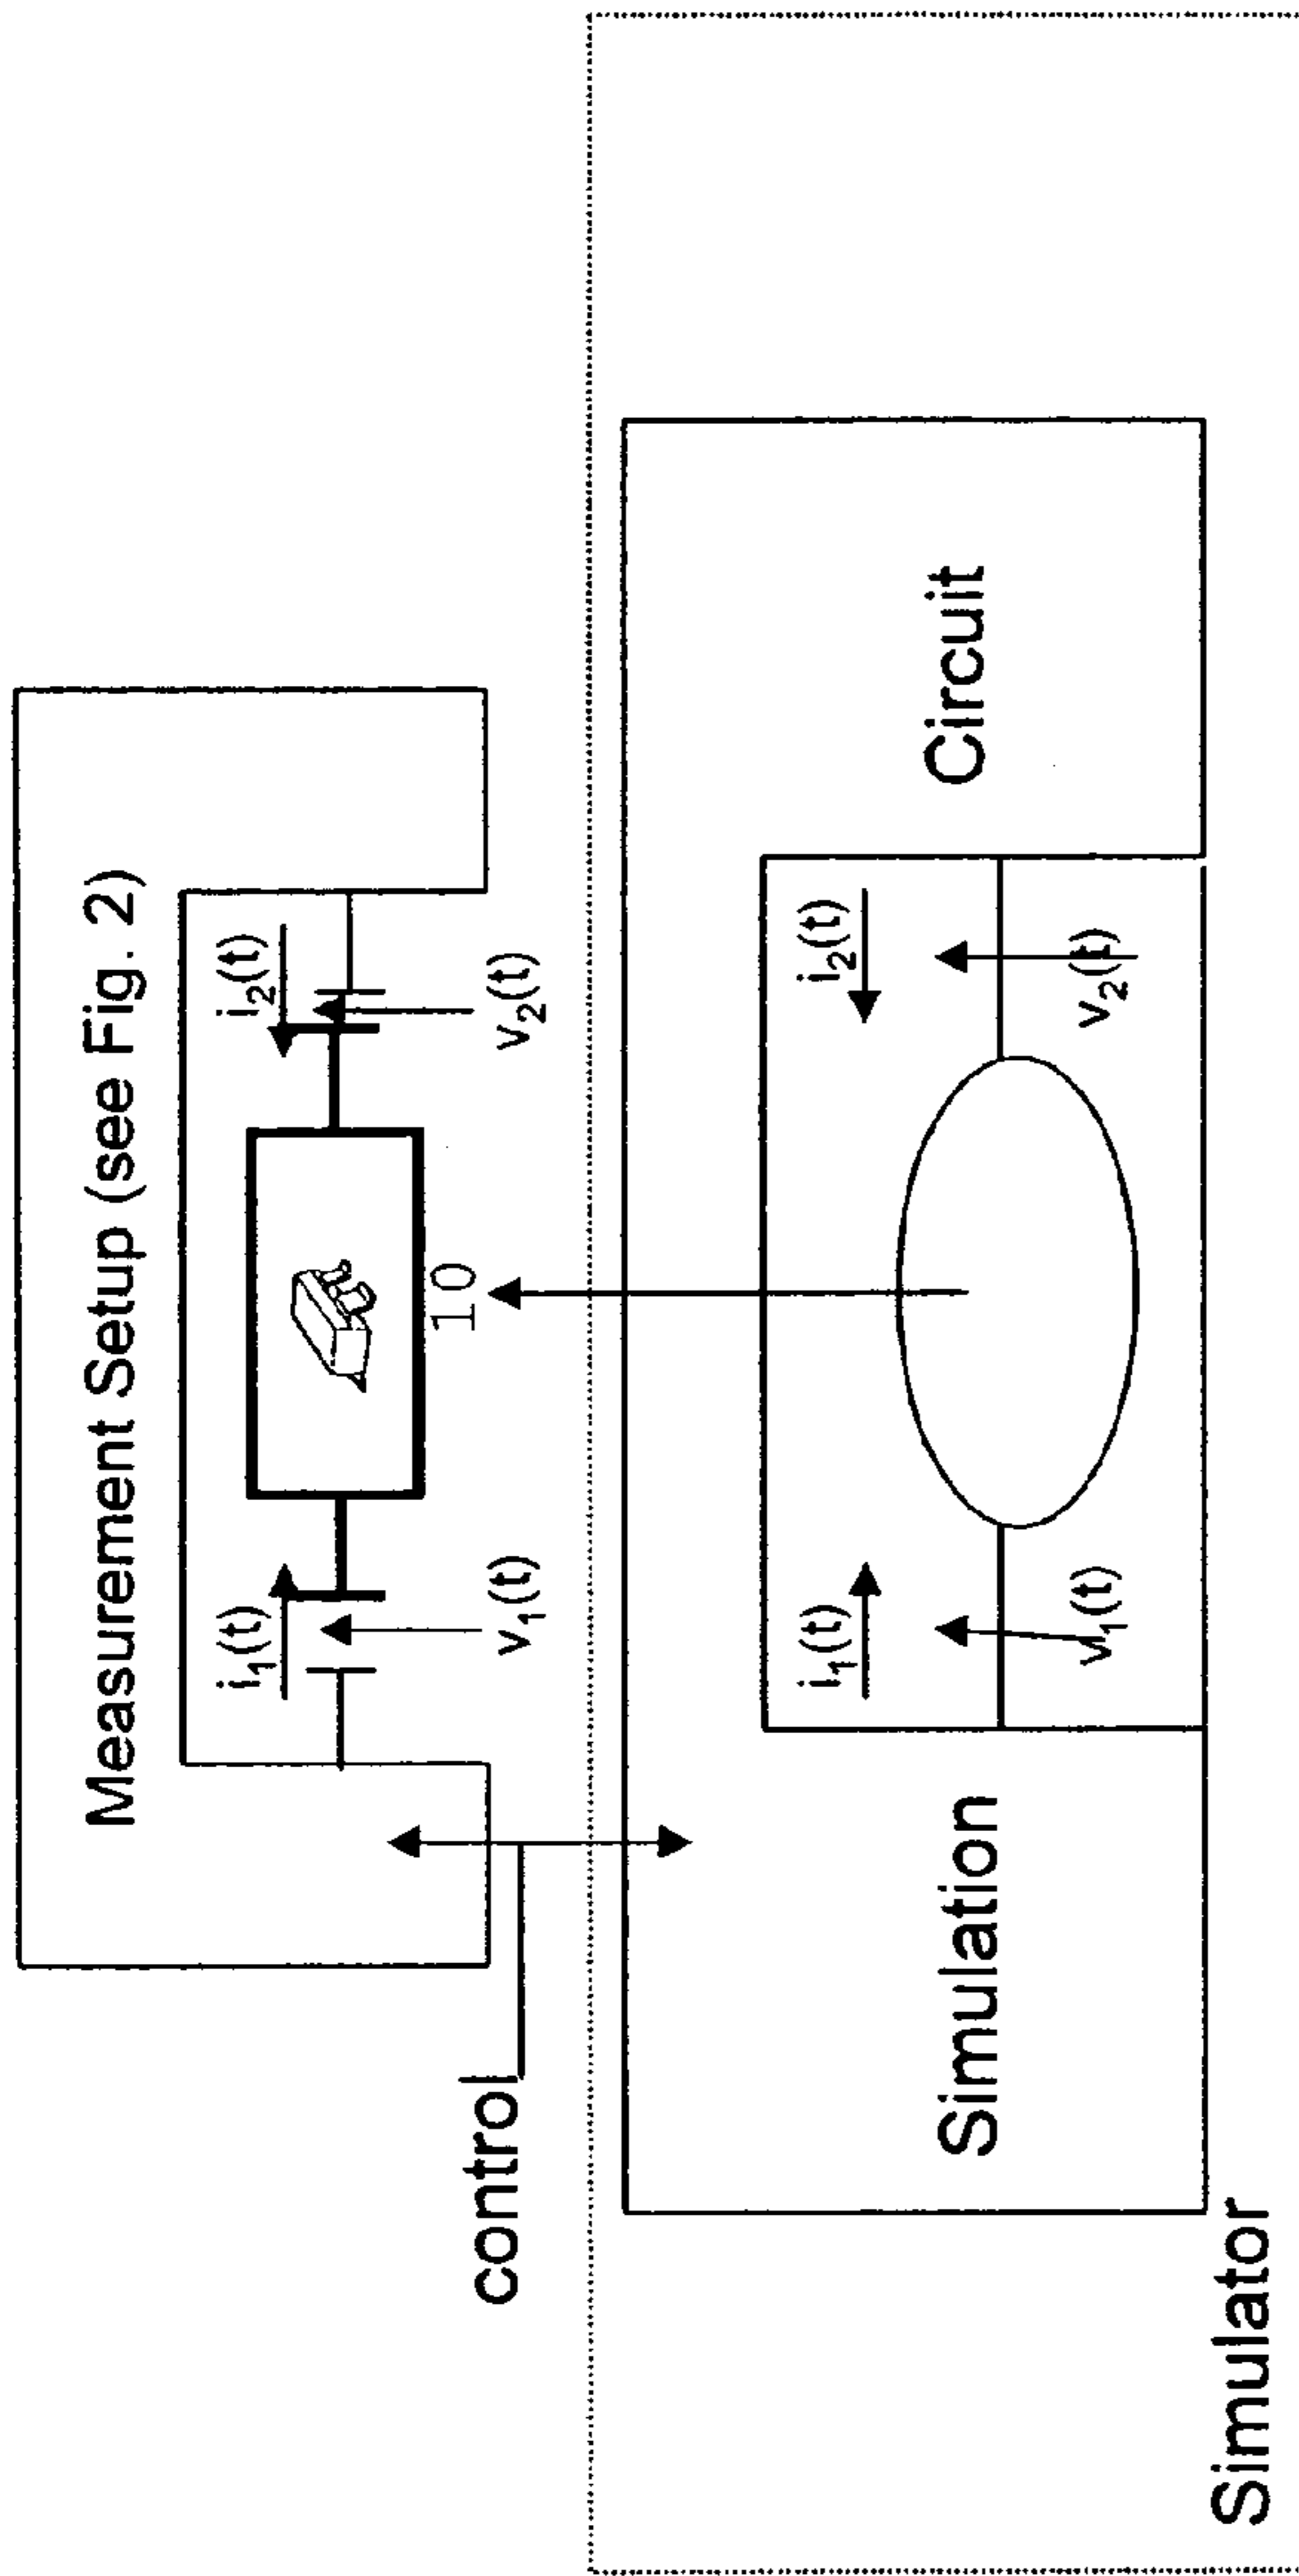 Measurement Setup (see Fig. 2)
i₁(t)
i₂(t)
v₁(t)
10
v₂(t)
control
i₁(t)
i₂(t)
v₁(t)
v₂(t)
Simulation
Circuit
Simulator